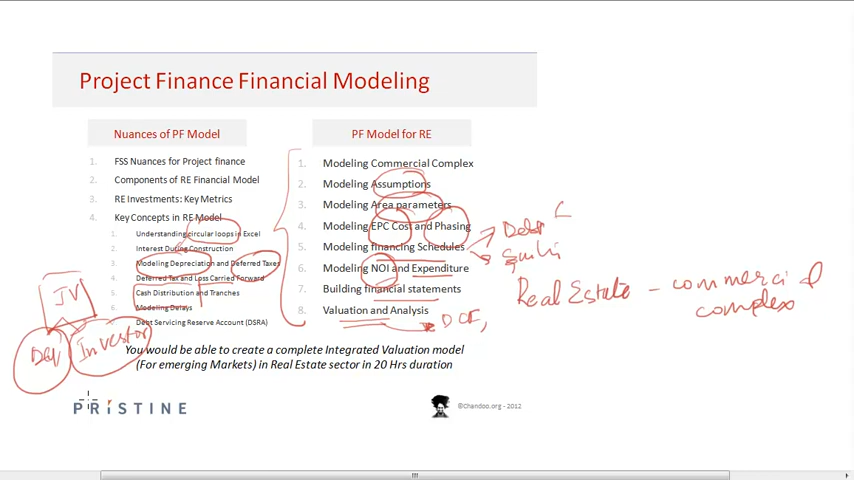 Project Finance Financial Modeling
Nuances of PF Model
1. FSS Nuances for Project finance
2. Components of RE Financial Model
3. RE Investments: Key Metrics
4. Key Concepts in RE Model
1. Understanding circular loops in Excel
2. Interest During Construction
3. Modeling Depreciation and Deferred Taxes
4. Deferred Tax and Loss Carried Forward
5. Cash Distribution and Tranches
6. Modeling Delays
Debt Servicing Reserve Account (DSRA)
JV
Dev Investor
PF Model for RE
1. Modeling Commercial Complex
2. Modeling Assumptions
3. Modeling Area parameters
4. Modeling EPC Cost and Phasing
5. Modeling financing Schedules
6. Modeling NOI and Expenditure
7. Building financial statements
8. Valuation and Analysis
Debt
Real Estate - commercial
complex
DCF,
You would be able to create a complete Integrated Valuation model
(For emerging Markets) in Real Estate sector in 20 Hrs duration
PRISTINE
©Chandoo.org - 2012